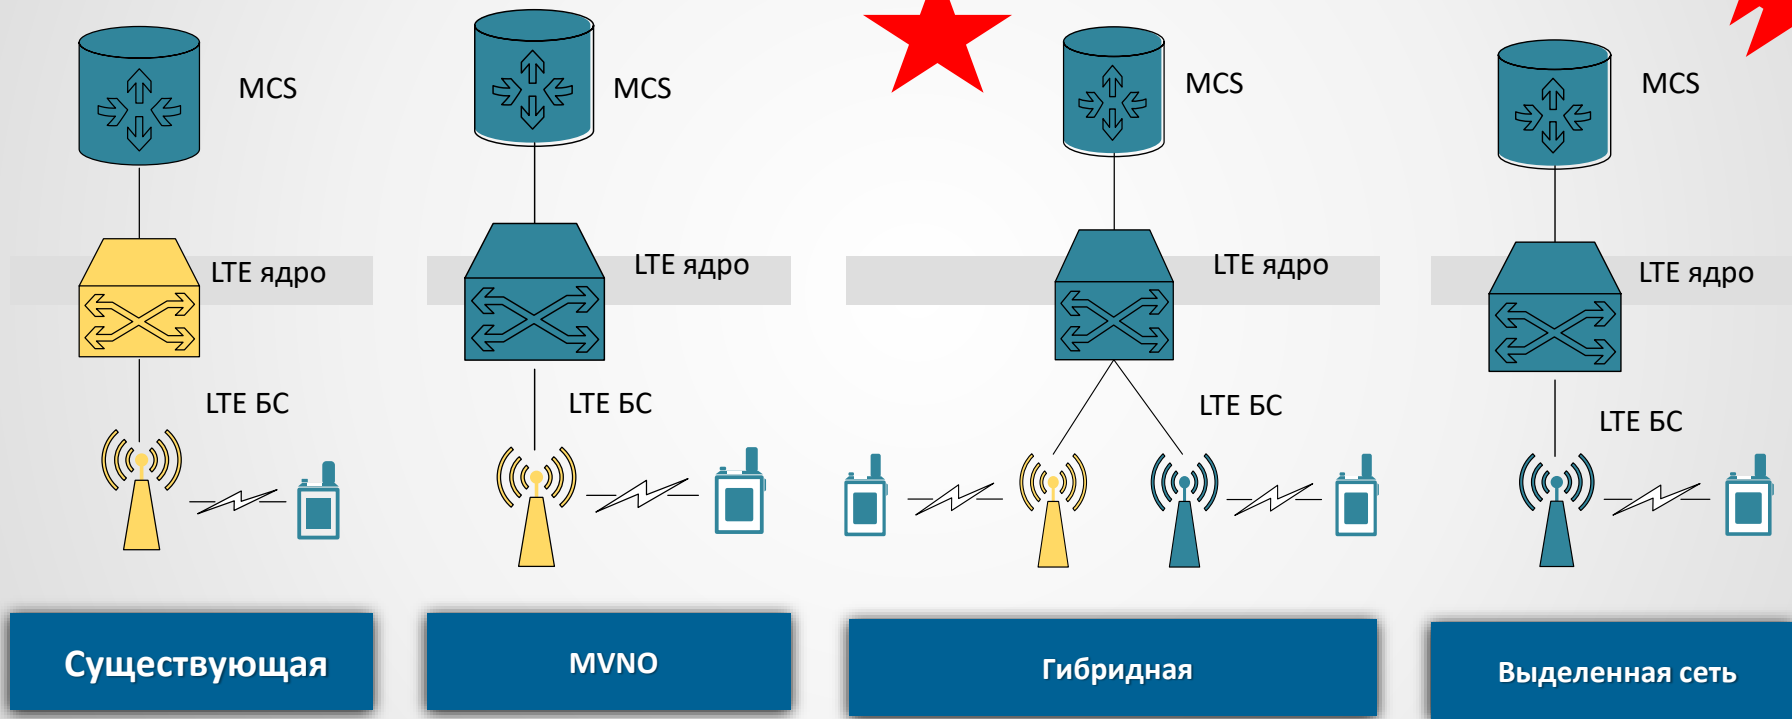 MCS
LTE ядро
LTE БС
Существующая
MCS
LTE ядро
LTE БС
MVNO
MCS
LTE ядро
LTE БС
Гибридная
MCS
LTE ядро
LTE БС
Выделенная сеть